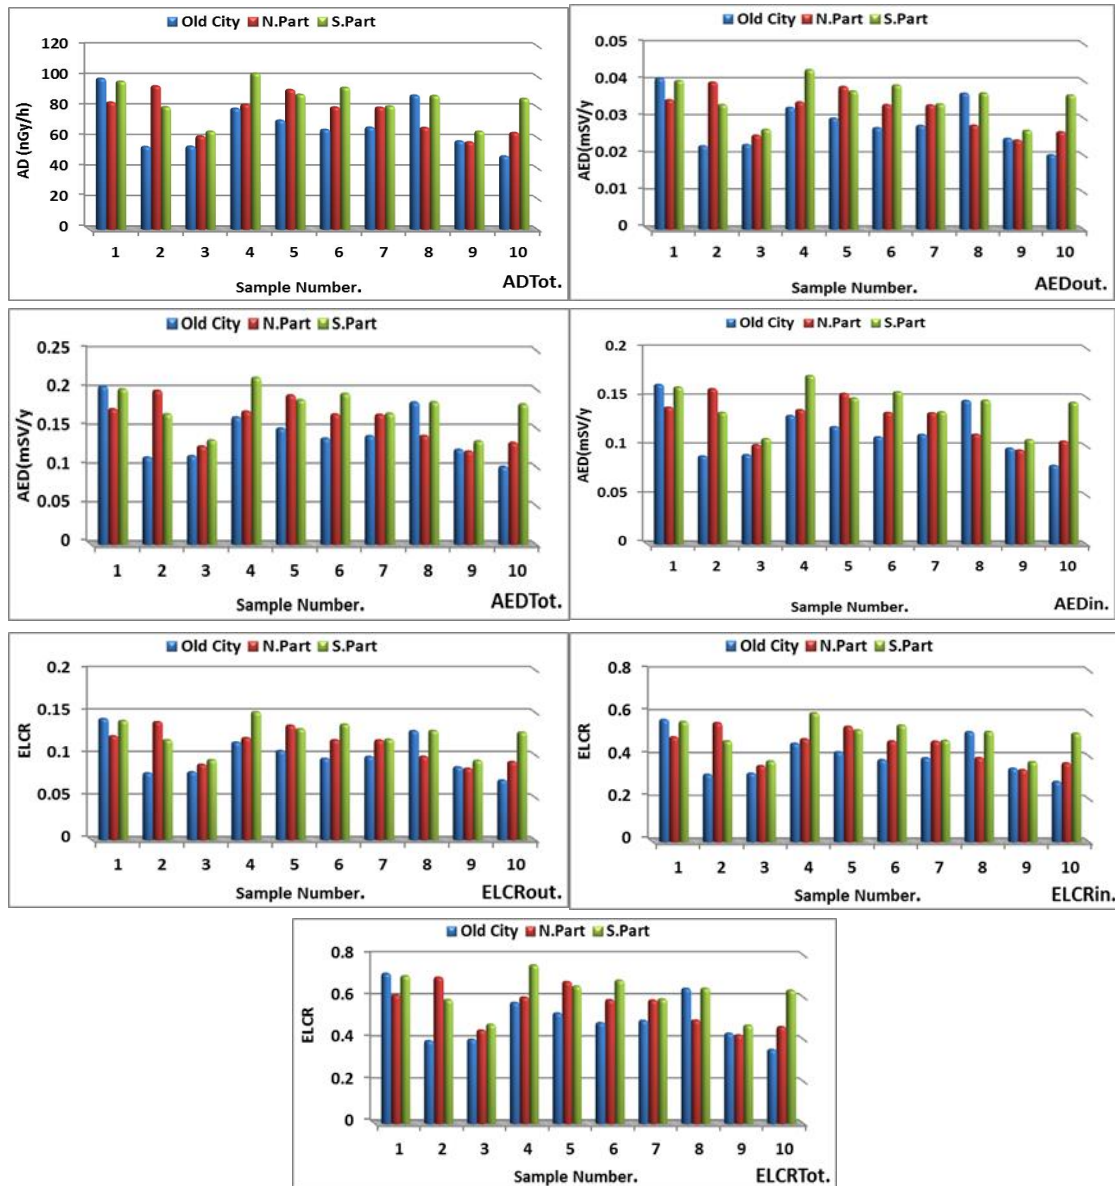 Old City N.Part S.Part
120
100
80
60
40
20
0
AD (nGy/h)
1 2 3 4 5 6 7 8 9 10
Sample Number.
ADTot.
Old City N.Part S.Part
0.05
0.04
0.03
0.02
0.01
0
AED(mSV/y)
1 2 3 4 5 6 7 8 9 10
Sample Number.
AEDout.
Old City N.Part S.Part
0.25
0.2
0.15
0.1
0.05
0
AED(mSV/y
1 2 3 4 5 6 7 8 9 10
Sample Number.
AEDTot.
Old City N.Part S.Part
0.2
0.15
0.1
0.05
0
AED(mSV/y
1 2 3 4 5 6 7 8 9 10
Sample Number.
AEDin.
Old City N.Part S.Part
0.2
0.15
0.1
0.05
0
ELCR
1 2 3 4 5 6 7 8 9 10
Sample Number.
ELCRout.
Old City N.Part S.Part
0.8
0.6
0.4
0.2
0
ELCR
1 2 3 4 5 6 7 8 9 10
Sample Number.
ELCRin.
Old City N.Part S.Part
0.8
0.6
0.4
0.2
0
ELCR
1 2 3 4 5 6 7 8 9 10
Sample Number.
ELCRTot.